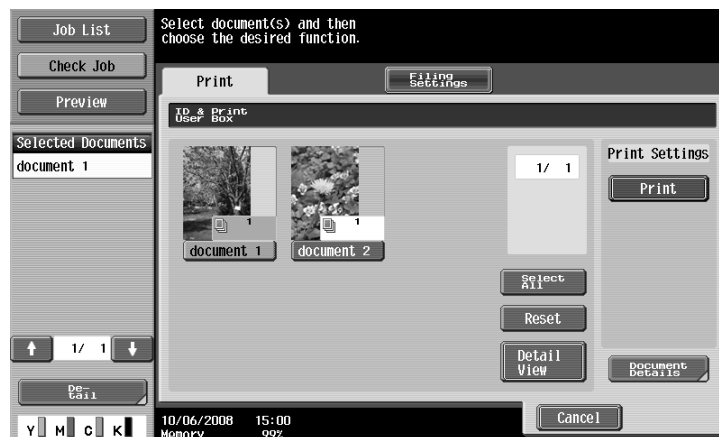 Job List
Check Job
Preview
Selected Documents
document 1
1/ 1
De-
tail
Y M C K
Select document(s) and then
choose the desired function.
Print
Filing
Settings
ID & Print
User Box
1
document 1
1
document 2
1/ 1
Select
All
Reset
Detail
View
Print Settings
Print
Document
Details
10/06/2008 15:00
Memory 99%
Cancel